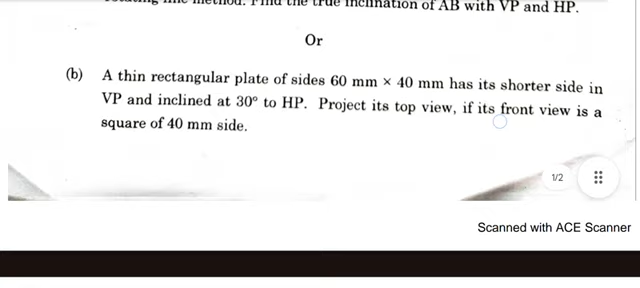 the true inclination of AB with VP and HP.
Or
(b) A thin rectangular plate of sides 60 mm × 40 mm has its shorter side in
VP and inclined at 30° to HP. Project its top view, if its front view is a
square of 40 mm side.
1/2
Scanned with ACE Scanner